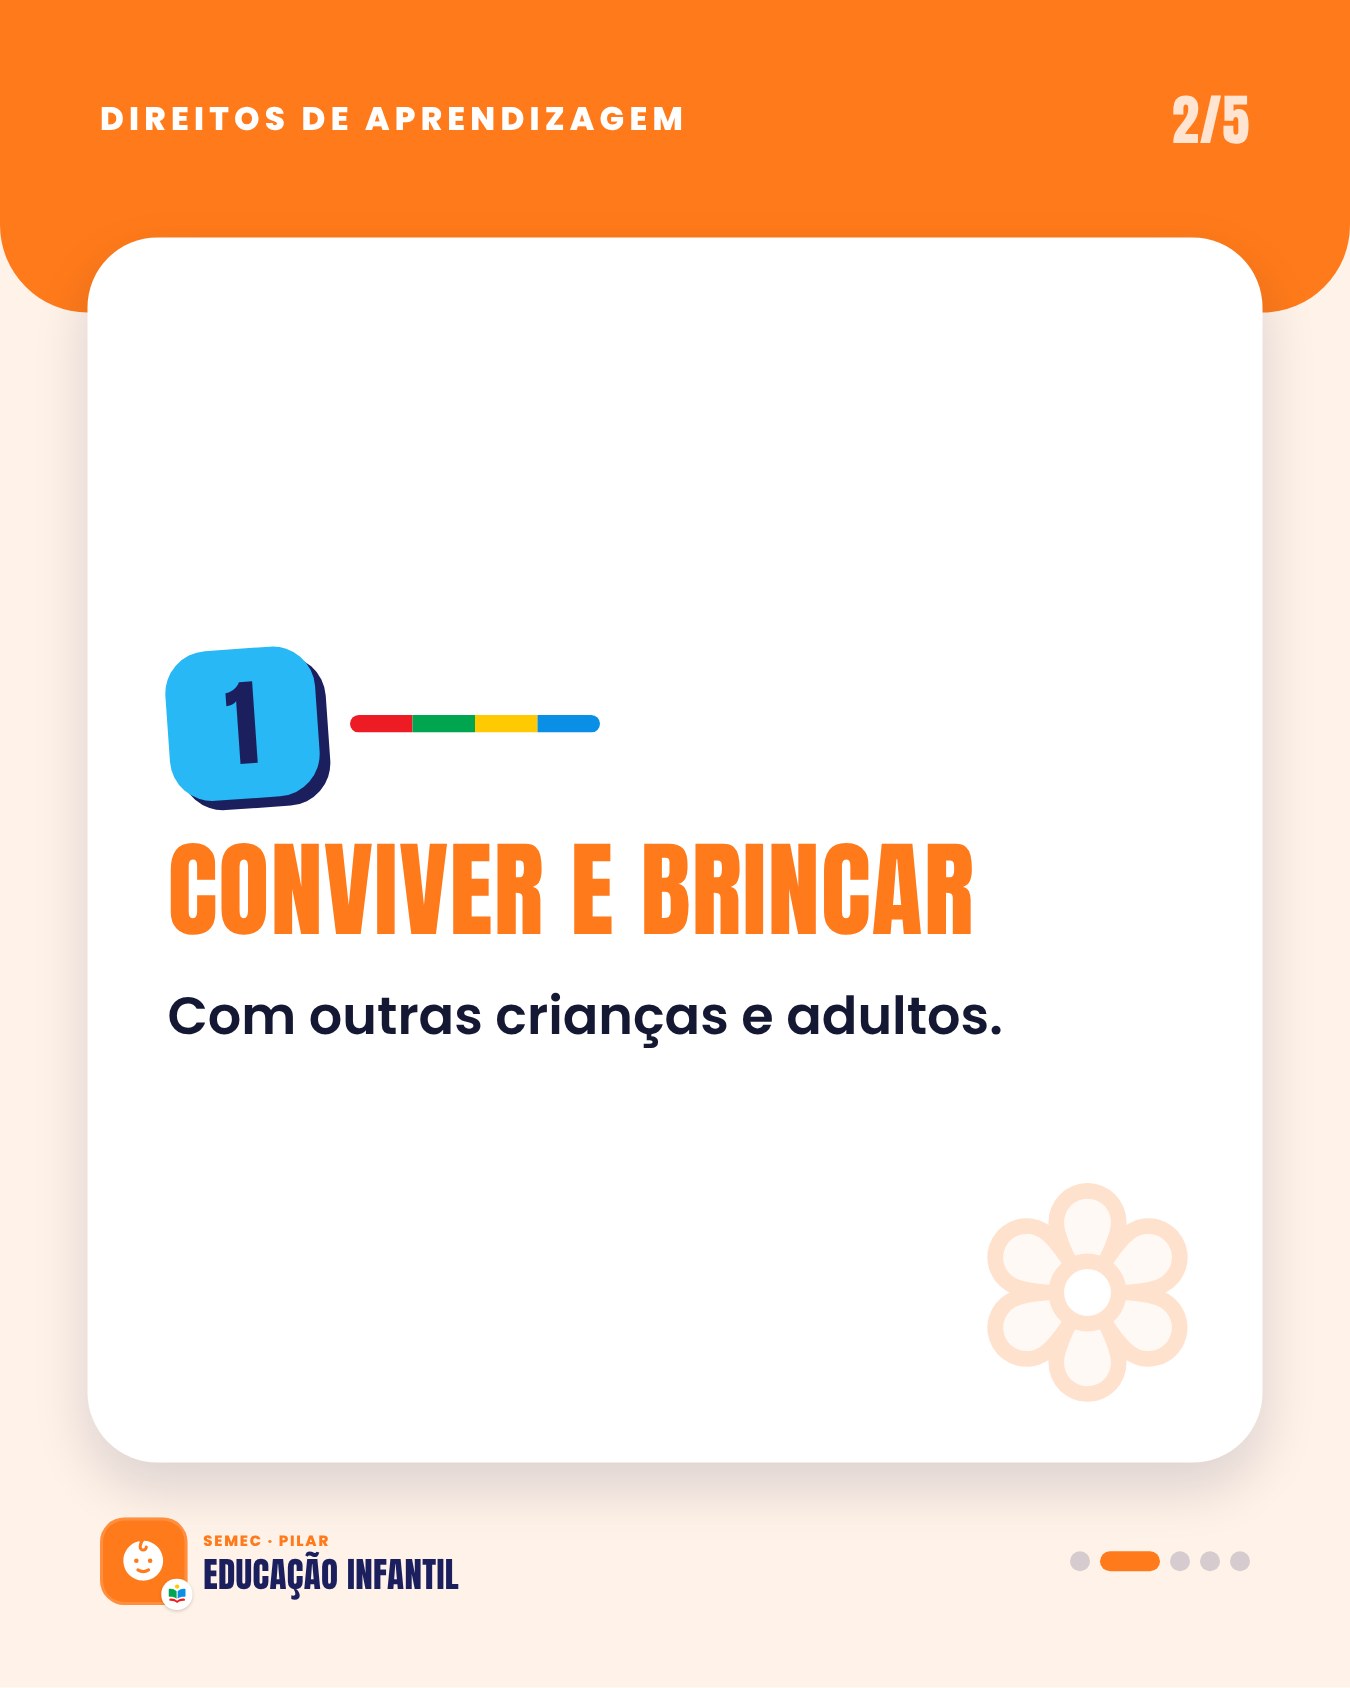 DIREITOS DE APRENDIZAGEM
2/5
1
CONVIVER E BRINCAR
Com outras crianças e adultos.
SEMEC · PILAR
EDUCAÇÃO INFANTIL